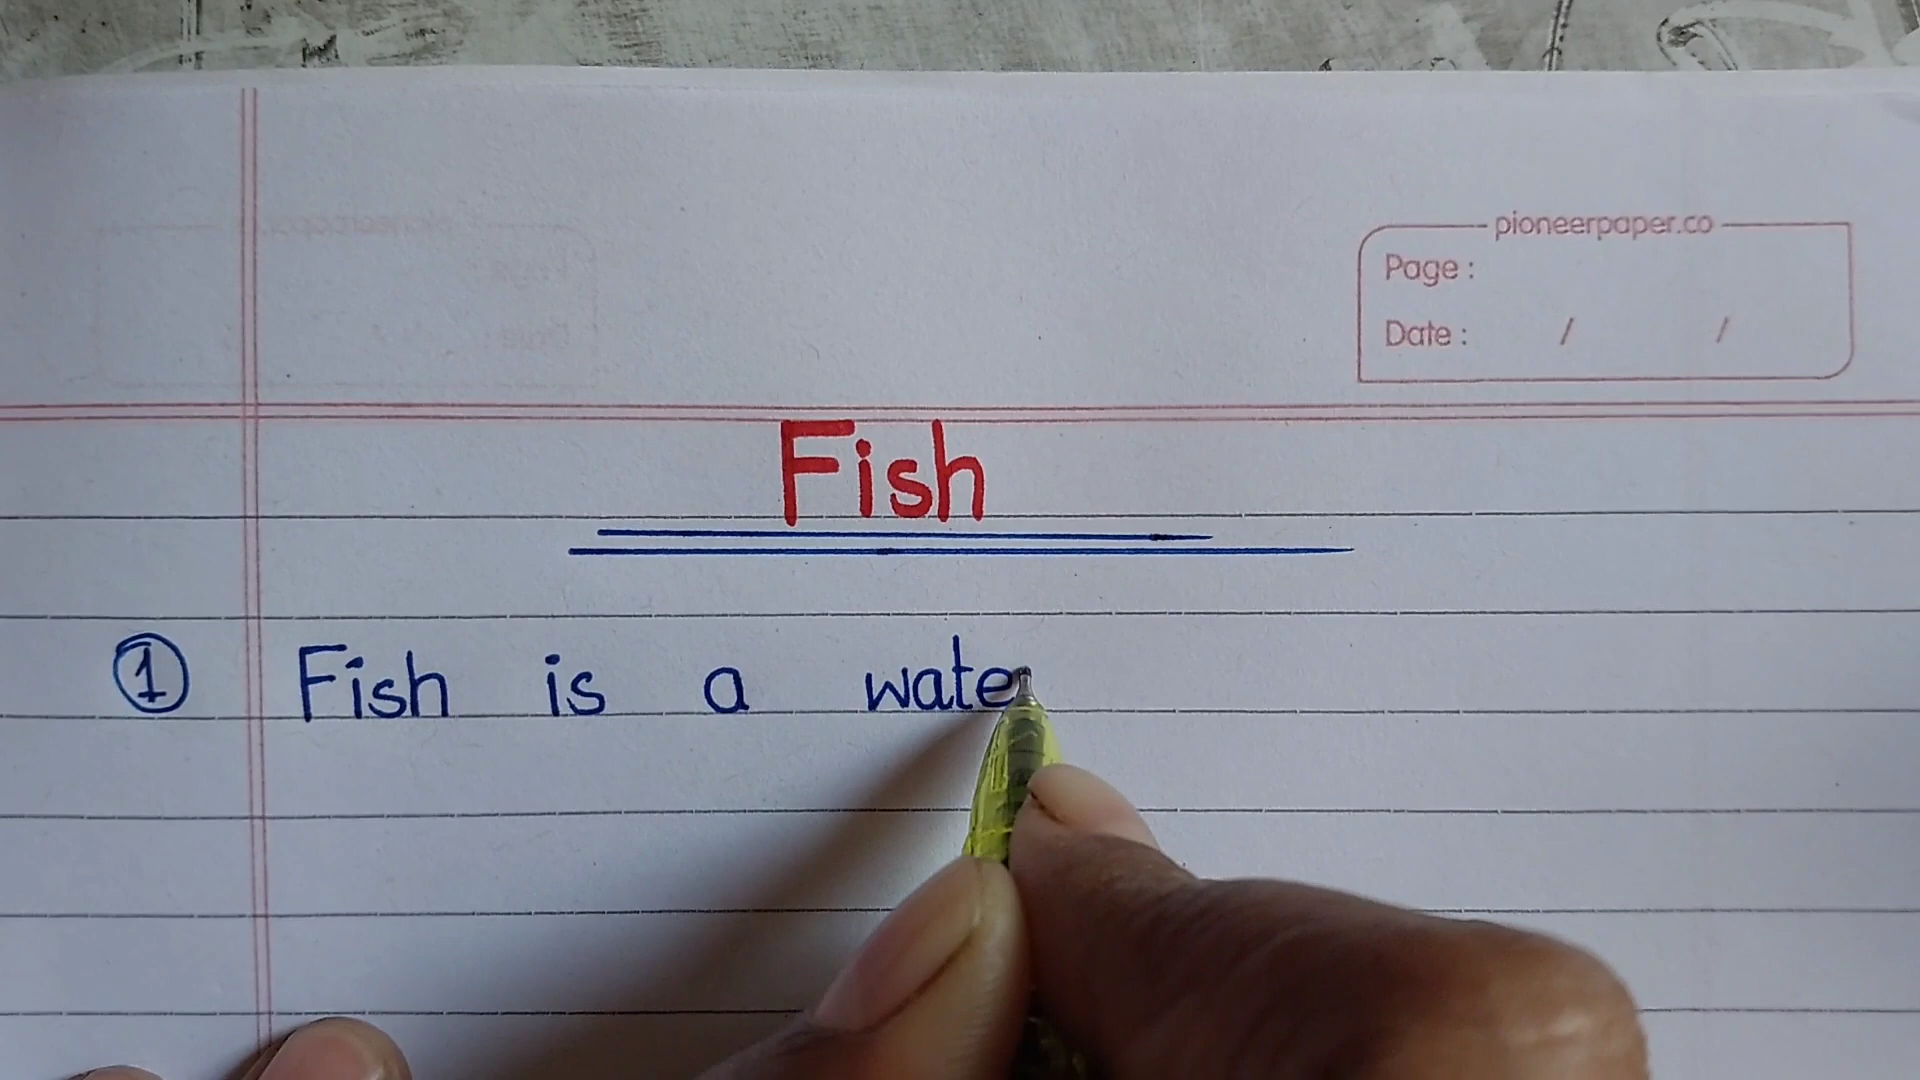 pioneerpaper.co
Page :
Date : / /
Fish
1 Fish is a wate